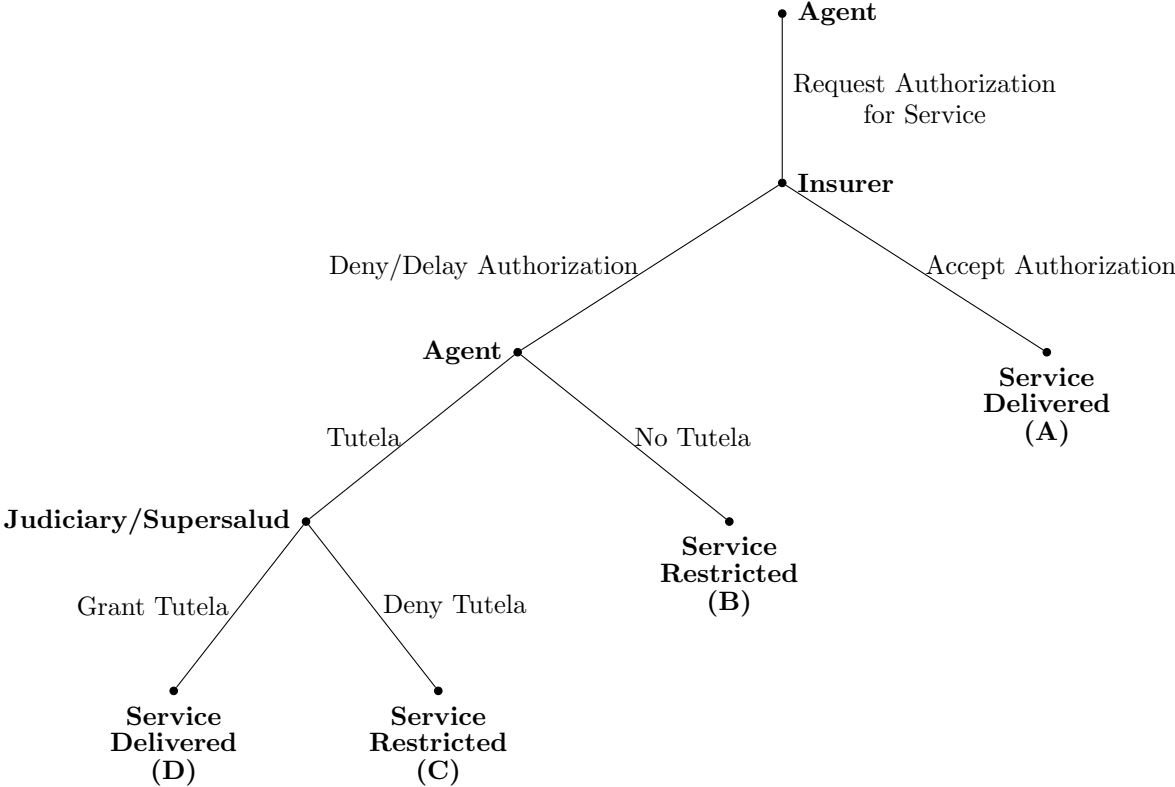 Agent
Request Authorization
for Service
Insurer
Deny/Delay Authorization
Accept Authorization
Agent
Service
Delivered
(A)
Tutela
No Tutela
Judiciary/Supersalud
Service
Restricted
(B)
Grant Tutela
Deny Tutela
Service
Delivered
(D)
Service
Restricted
(C)